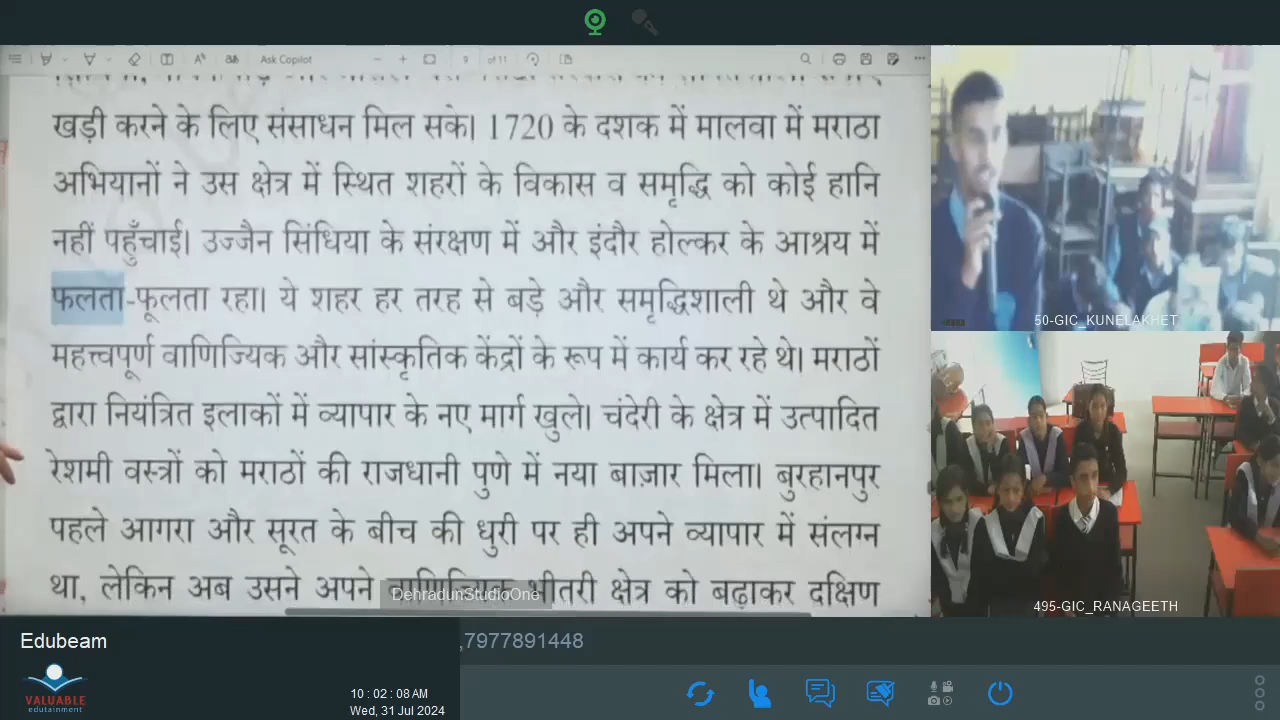 Ask Copilot
9 of 11
खड़ी करने के लिए संसाधन मिल सके। 1720 के दशक में मालवा में मराठा
अभियानों ने उस क्षेत्र में स्थित शहरों के विकास व समृद्धि को कोई हानि
नहीं पहुँचाई। उज्जैन सिंधिया के संरक्षण में और इंदौर होल्कर के आश्रय में
फलता-फूलता रहा।। ये शहर हर तरह से बड़े और समृद्धिशाली थे और वे
महत्त्वपूर्ण वाणिज्यिक और सांस्कृतिक केंद्रों के रूप में कार्य कर रहे थे। मराठों
द्वारा नियंत्रित इलाकों में व्यापार के नए मार्ग खुले। चंदेरी के क्षेत्र में उत्पादित
रेशमी वस्त्रों को मराठों की राजधानी पुणे में नया बाज़ार मिला। बुरहानपुर
पहले आगरा और सूरत के बीच की धुरी पर ही अपने व्यापार में संलग्न
था, लेकिन अब उसने अपने वाणिज्यिक भीतरी क्षेत्र को बढ़ाकर दक्षिण
DehradunStudioOne
50-GIC_KUNELAKHET
495-GIC_RANAGEETH
Edubeam
,7977891448
VALUABLE
edutainment
10 : 02 : 08 AM
Wed, 31 Jul 2024